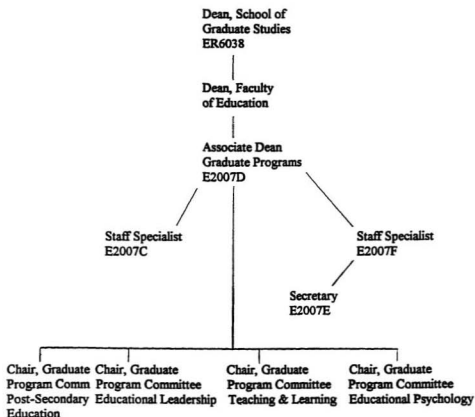 Dean, School of
Graduate Studies
ER6038
Dean, Faculty
of Education
Associate Dean
Graduate Programs
E2007D
Staff Specialist
E2007C
Staff Specialist
E2007F
Secretary
E2007E
Chair, Graduate
Program Comm
Post-Secondary
Education
Chair, Graduate
Program Committee
Educational Leadership
Chair, Graduate
Program Committee
Teaching & Learning
Chair, Graduate
Program Committee
Educational Psychology